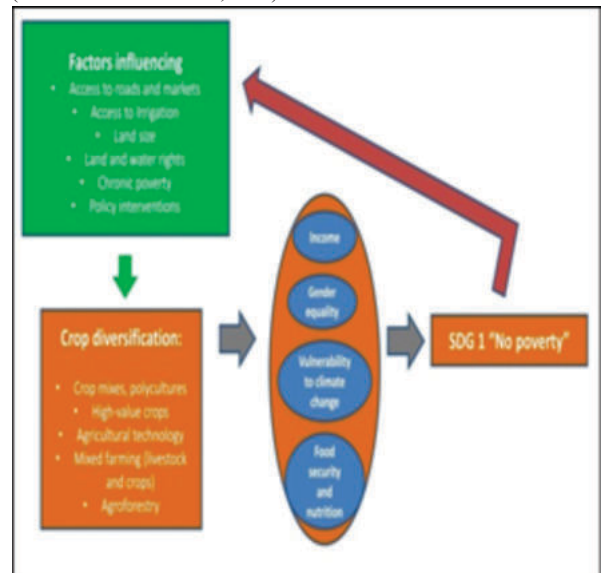 Factors influencing
• Access to roads and markets
• Access to Irrigation
• Land size
• Land and water rights
• Chronic poverty
• Policy interventions
Crop diversification:
• Crop mixes, polycultures
• High-value crops
• Agricultural technology
• Mixed farming (livestock
and crops)
• Agroforestry
Income
Gender
equality
Vulnerability
to climate
change
Food
security
and
nutrition
SDG 1 "No poverty"